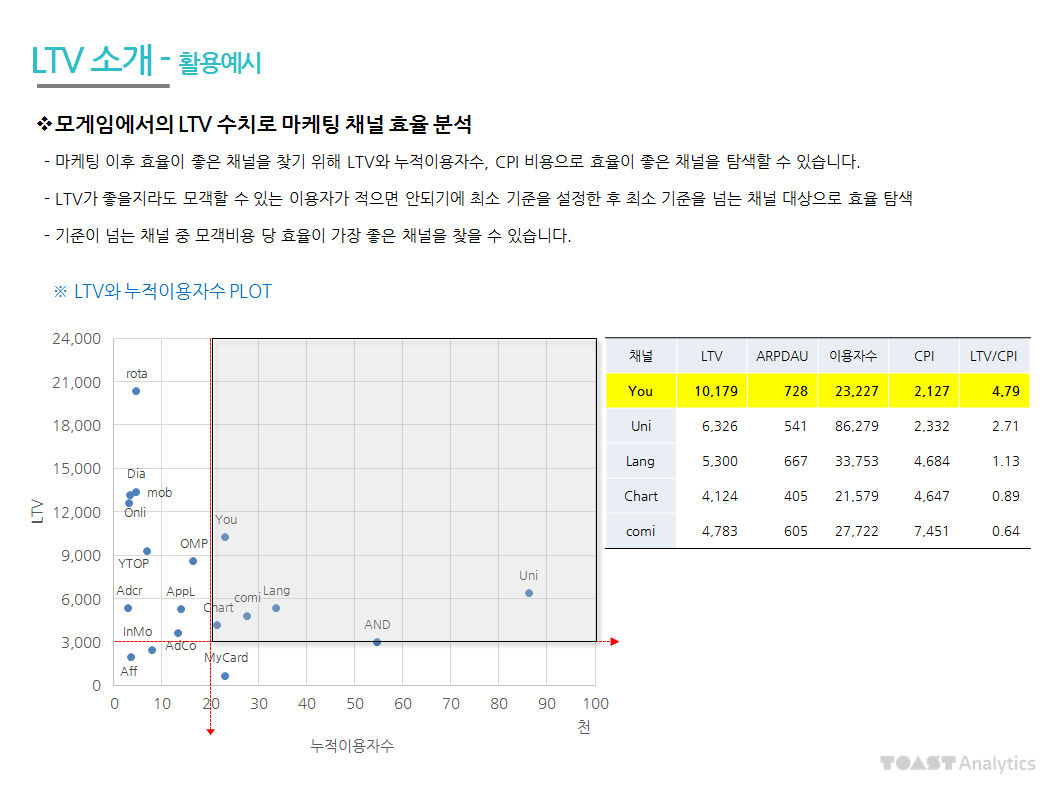 LTV 소개 - 활용예시
❖모게임에서의 LTV 수치로 마케팅 채널 효율 분석
- 마케팅 이후 효율이 좋은 채널을 찾기 위해 LTV와 누적이용자수, CPI 비용으로 효율이 좋은 채널을 탐색할 수 있습니다.
- LTV가 좋을지라도 모객할 수 있는 이용자가 적으면 안되기에 최소 기준을 설정한 후 최소 기준을 넘는 채널 대상으로 효율 탐색
- 기준이 넘는 채널 중 모객비용 당 효율이 가장 좋은 채널을 찾을 수 있습니다.
※ LTV와 누적이용자수 PLOT
LTV
24,000
21,000
18,000
15,000
12,000
9,000
6,000
3,000
0
rota
Dia
mob
Onli
You
OMP
YTOP
Uni
Adcr
AppL
Chart
comi
Lang
AND
InMo
AdCo
MyCard
Aff
0 10 20 30 40 50 60 70 80 90 100
천
누적이용자수
채널 LTV ARPDAU 이용자수 CPI LTV/CPI
You 10,179 728 23,227 2,127 4.79
Uni 6,326 541 86,279 2,332 2.71
Lang 5,300 667 33,753 4,684 1.13
Chart 4,124 405 21,579 4,647 0.89
comi 4,783 605 27,722 7,451 0.64
TOAST Analytics